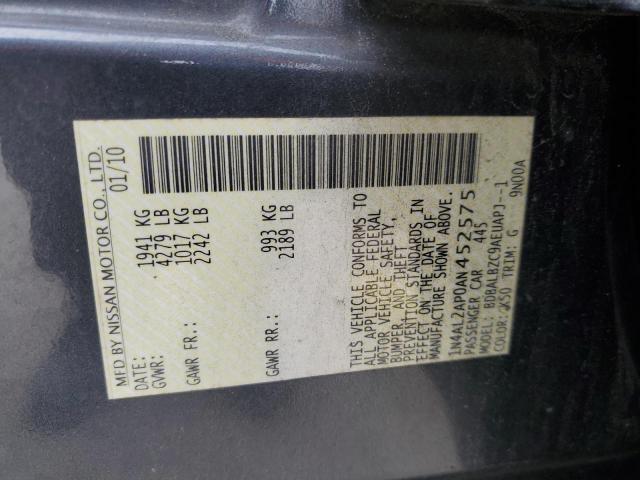 MFD BY NISSAN MOTOR CO., LTD.
DATE: 01/10
GVWR: 1941 KG
4279 LB
GAWR FR.: 1017 KG
2242 LB
GAWR RR.: 993 KG
2189 LB
THIS VEHICLE CONFORMS TO
ALL APPLICABLE FEDERAL
MOTOR VEHICLE SAFETY,
BUMPER, AND THEFT
PREVENTION STANDARDS IN
EFFECT ON THE DATE OF
MANUFACTURE SHOWN ABOVE.
1N4AL2AP0AN452575
PASSENGER CAR 445
MODEL: BDBALBZC9AEUAPJ--1
COLOR: K50 TRIM: G 9N00A